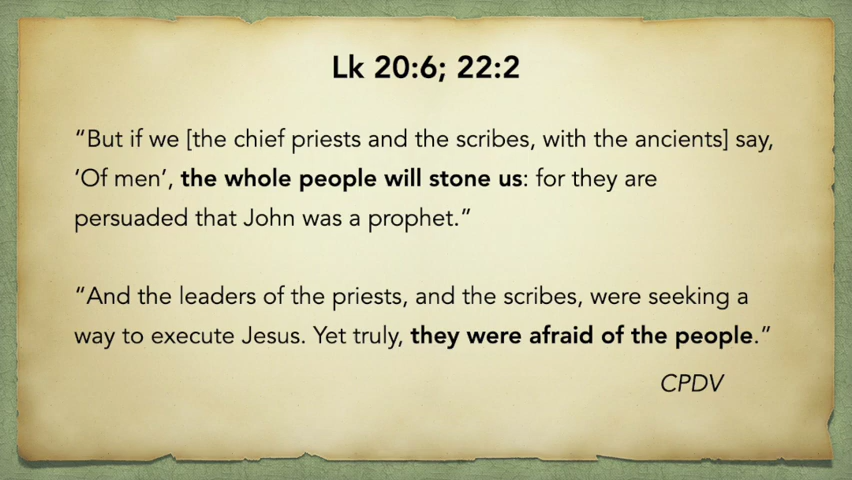 Lk 20:6; 22:2
“But if we [the chief priests and the scribes, with the ancients] say,
‘Of men’, the whole people will stone us: for they are
persuaded that John was a prophet.”
“And the leaders of the priests, and the scribes, were seeking a
way to execute Jesus. Yet truly, they were afraid of the people.”
CPDV